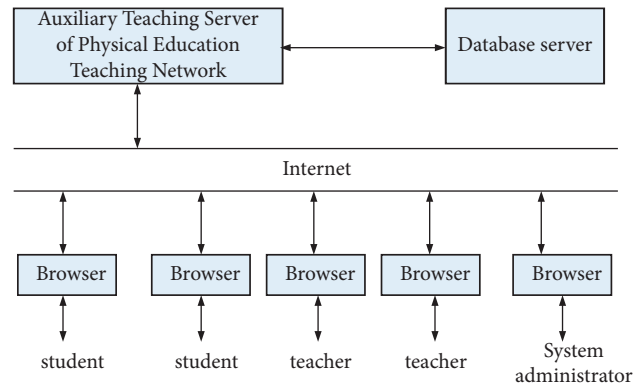 Auxiliary Teaching Server
of Physical Education
Teaching Network
Database server
Internet
Browser
Browser
Browser
Browser
Browser
student
student
teacher
teacher
System
administrator